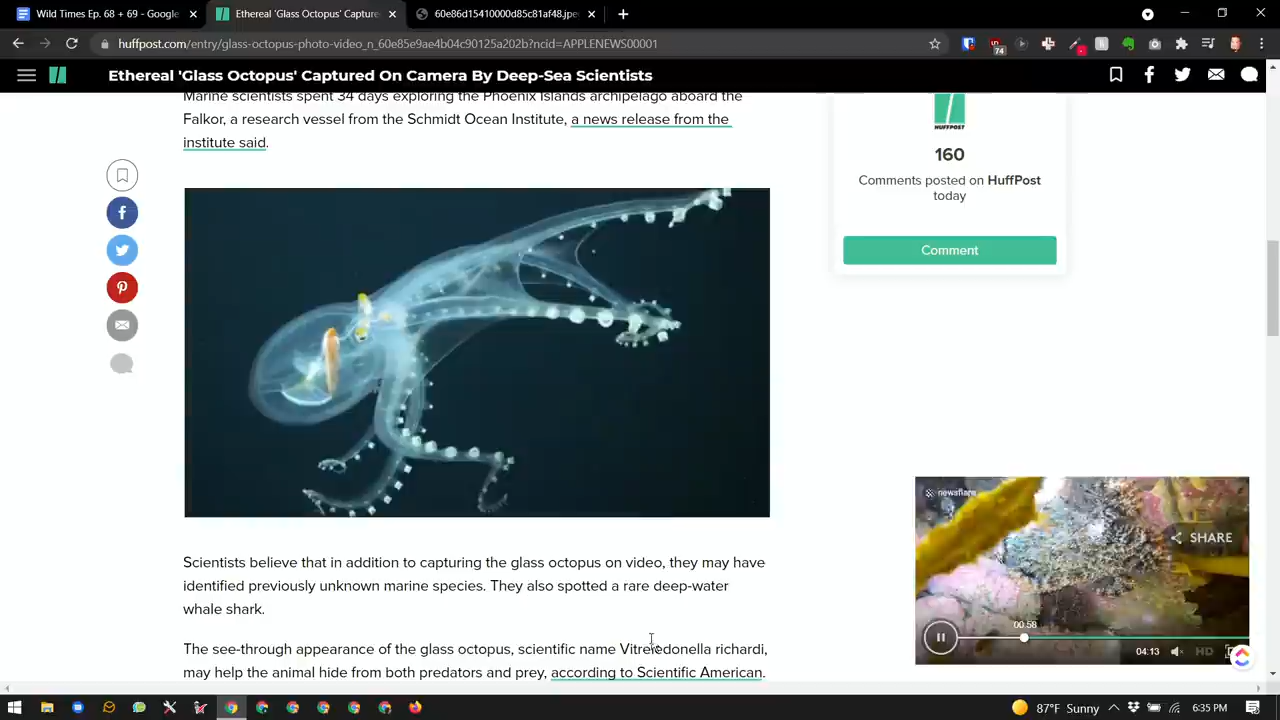 Wild Times Ep. 68 + 69 - Google
Ethereal 'Glass Octopus' Capture
60e86d15410000d85c81af48.jpe
huffpost.com/entry/glass-octopus-photo-video_n_60e85e9ae4b04c90125a202b?ncid=APPLENEWS00001
74
Ethereal 'Glass Octopus' Captured On Camera By Deep-Sea Scientists
Marine scientists spent 34 days exploring the Phoenix Islands archipelago aboard the
Falkor, a research vessel from the Schmidt Ocean Institute, a news release from the
institute said.
HUFFPOST
160
Comments posted on HuffPost
today
Comment
newsflare
SHARE
00:58
04:13
HD
Scientists believe that in addition to capturing the glass octopus on video, they may have
identified previously unknown marine species. They also spotted a rare deep-water
whale shark.
The see-through appearance of the glass octopus, scientific name Vitreledonella richardi,
may help the animal hide from both predators and prey, according to Scientific American.
87°F Sunny
6:35 PM